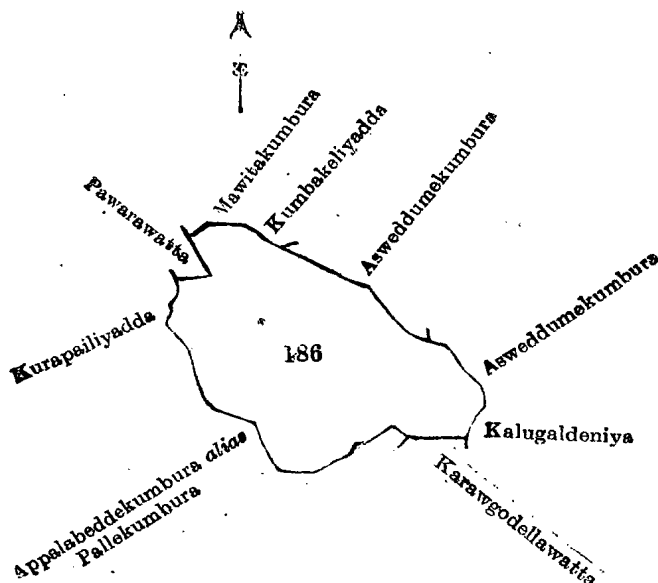 Mawitakumbura
Kumbakeliyadda
Asweddumekumbura
Pawarawatta
Asweddumekumbura
Kurapailiyadda
186
Kalugaldeniya
Appalabeddekumbura alias
Pallekumbura
Karawgodellawatta